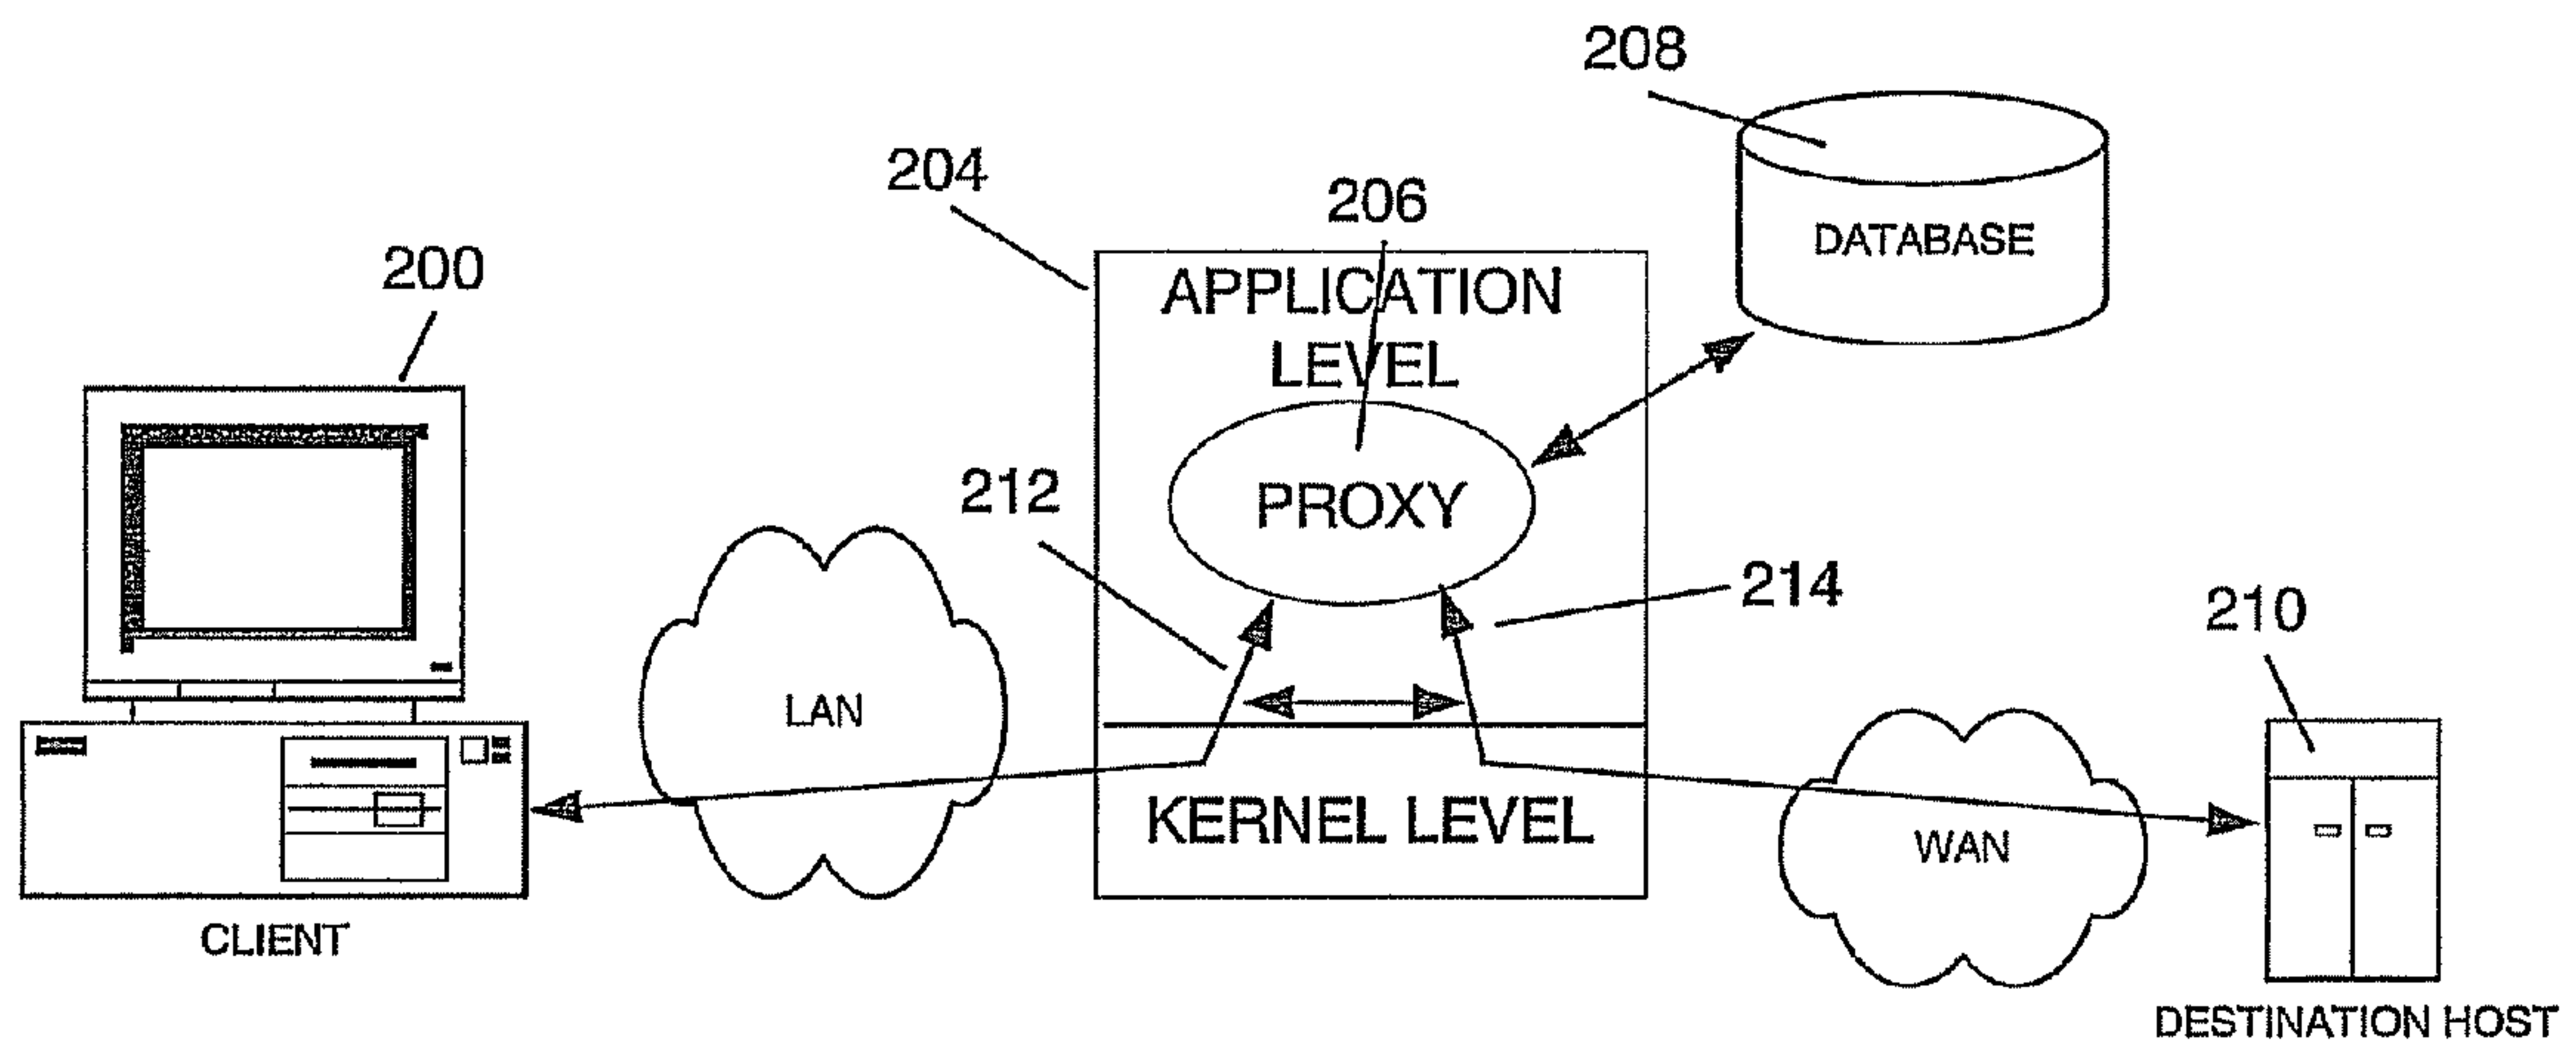 208
204
206
200
DATABASE
APPLICATION
LEVEL
212
PROXY
214
210
LAN
KERNEL LEVEL
WAN
CLIENT
DESTINATION HOST